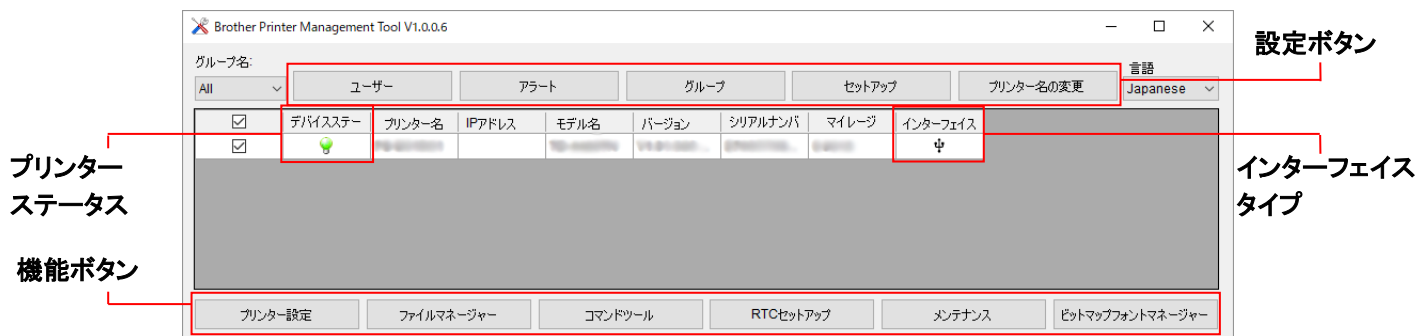 Brother Printer Management Tool V1.0.0.6
設定ボタン
グループ名:
言語
All
ユーザー
アラート
グループ
セットアップ
プリンター名の変更
Japanese
デバイスステー
プリンター名
IPアドレス
モデル名
バージョン
シリアルナンバ
マイレージ
インターフェイス
プリンター
ステータス
インターフェイス
タイプ
機能ボタン
プリンター設定
ファイルマネージャー
コマンドツール
RTCセットアップ
メンテナンス
ビットマップフォントマネージャー